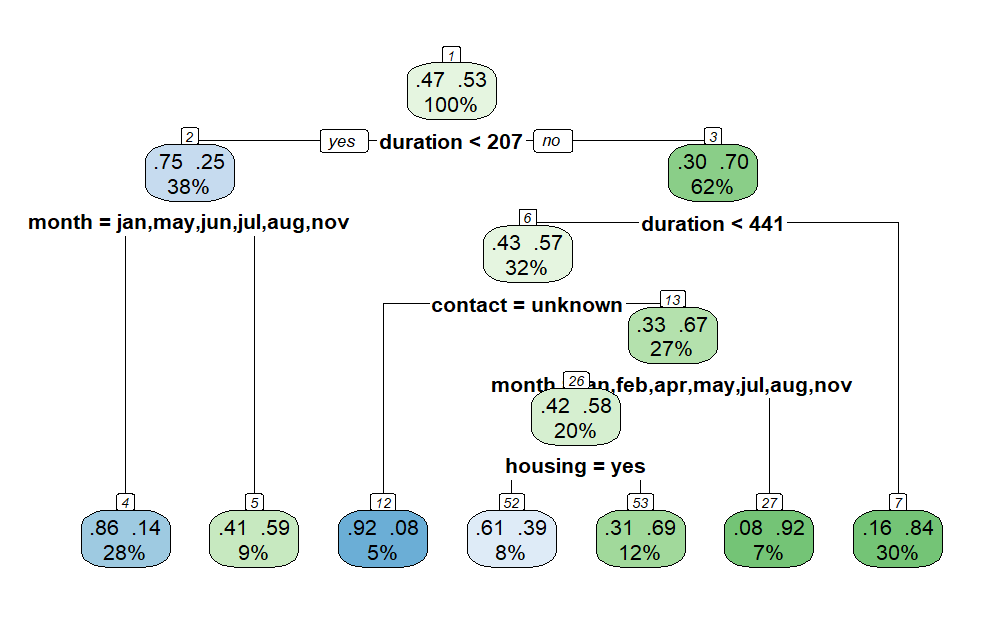 1
.47 .53
100%
2 yes duration < 207 no 3
.75 .25
38%
.30 .70
62%
month = jan,may,jun,jul,aug,nov
6 duration < 441
.43 .57
32%
contact = unknown 13
.33 .67
27%
month 26 an,feb,apr,may,jul,aug,nov
.42 .58
20%
housing = yes
4 5 12 52 53 27 7
.86 .14 .41 .59 .92 .08 .61 .39 .31 .69 .08 .92 .16 .84
28% 9% 5% 8% 12% 7% 30%